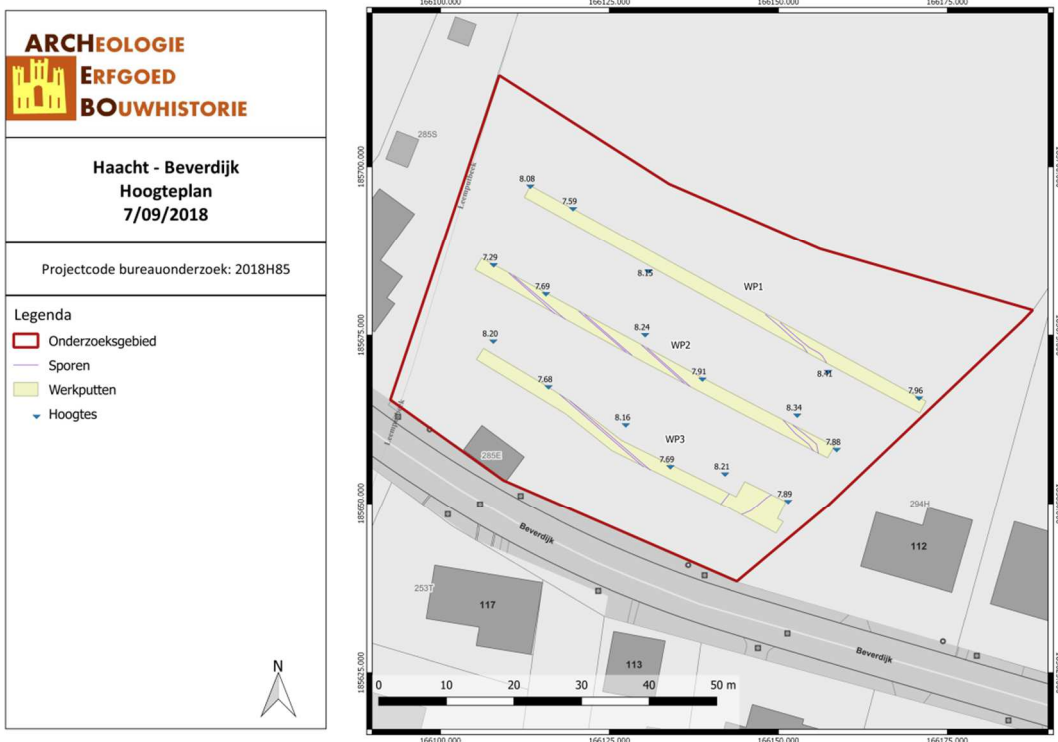 ARCHEOLOGIE
ERFGOED
BOUWHISTORIE
Haacht - Beverdijk
Hoogteplan
7/09/2018
Projectcode bureauonderzoek: 2018H85
Legenda
Onderzoeksgebied
Sporen
Werkputten
Hoogtes
N
166100.000
166125.000
166150.000
166175.000
285S
185700.000
Leemputbeek
8.08
7.59
8.15
WP1
7.29
7.69
8.24
WP2
185675.000
8.20
7.91
8.41
7.96
7.68
8.34
8.16
WP3
7.88
Leemputbeek
285E
7.69
8.21
7.89
185650.000
294H
Beverdijk
112
253T
117
Beverdijk
113
185625.000
0 10 20 30 40 50 m
166100.000
166125.000
166150.000
166175.000